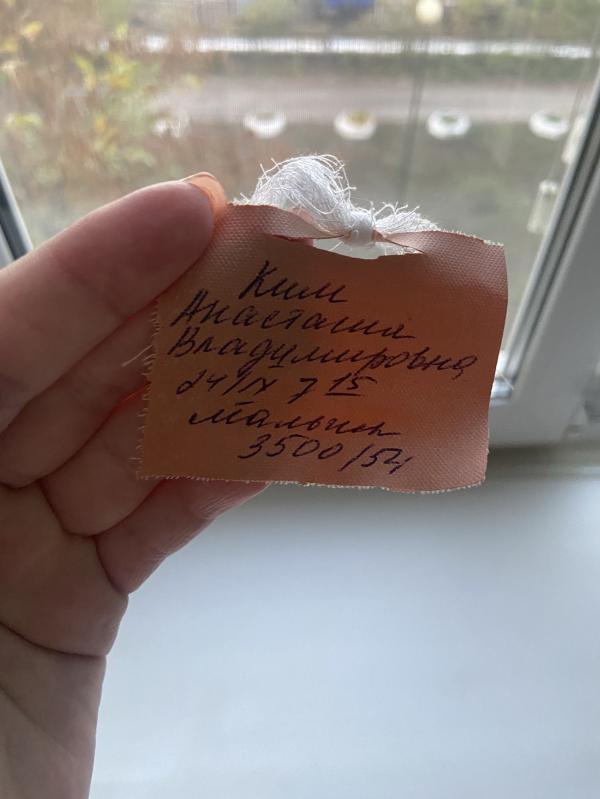 Ким
Анастасия
Владимировна
24/IX 7 15
мальчик
3500/54